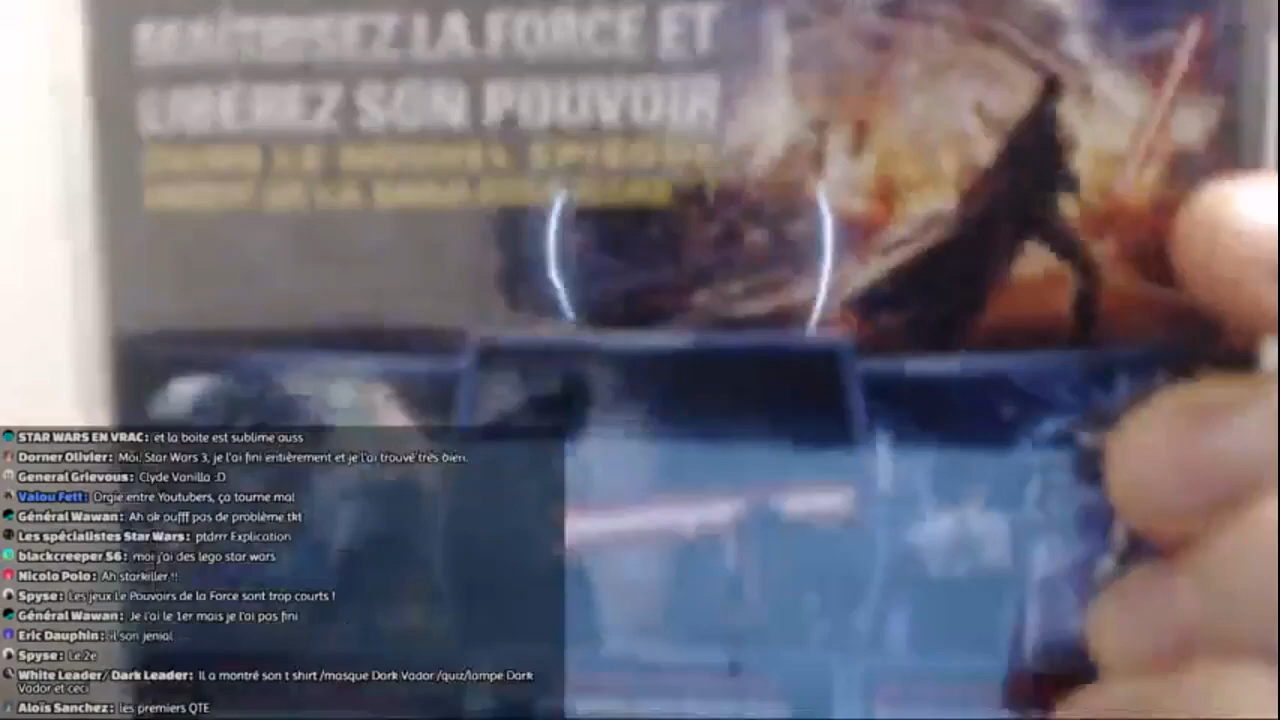 MAÎTRISEZ LA FORCE ET
LIBÉREZ SON POUVOIR
STAR WARS EN VRAC: et la boite est sublime auss
Dorner Olivier: Moi, Star Wars 3, je l'ai fini entièrement et je l'ai trouvé très bien.
General Grievous: Clyde Vanilla :D
Valou Fett: Orgie entre Youtubers, ça tourne mal
Général Wawan: Ah ok oufff pas de problème tkt
Les spécialistes Star Wars: ptdrrr Explication
blackcreeper 56: moi j'ai des lego star wars
Nicolo Polo: Ah starkiller !!
Spyse: Les jeux Le Pouvoirs de la Force sont trop courts !
Général Wawan: Je l'ai le 1er mais je l'ai pas fini
Eric Dauphin: il son jenial
Spyse: Le 2e
White Leader/ Dark Leader: Il a montré son t shirt /masque Dark Vador /quiz/lampe Dark
Vador et ceci
Aloïs Sanchez: les premiers QTE